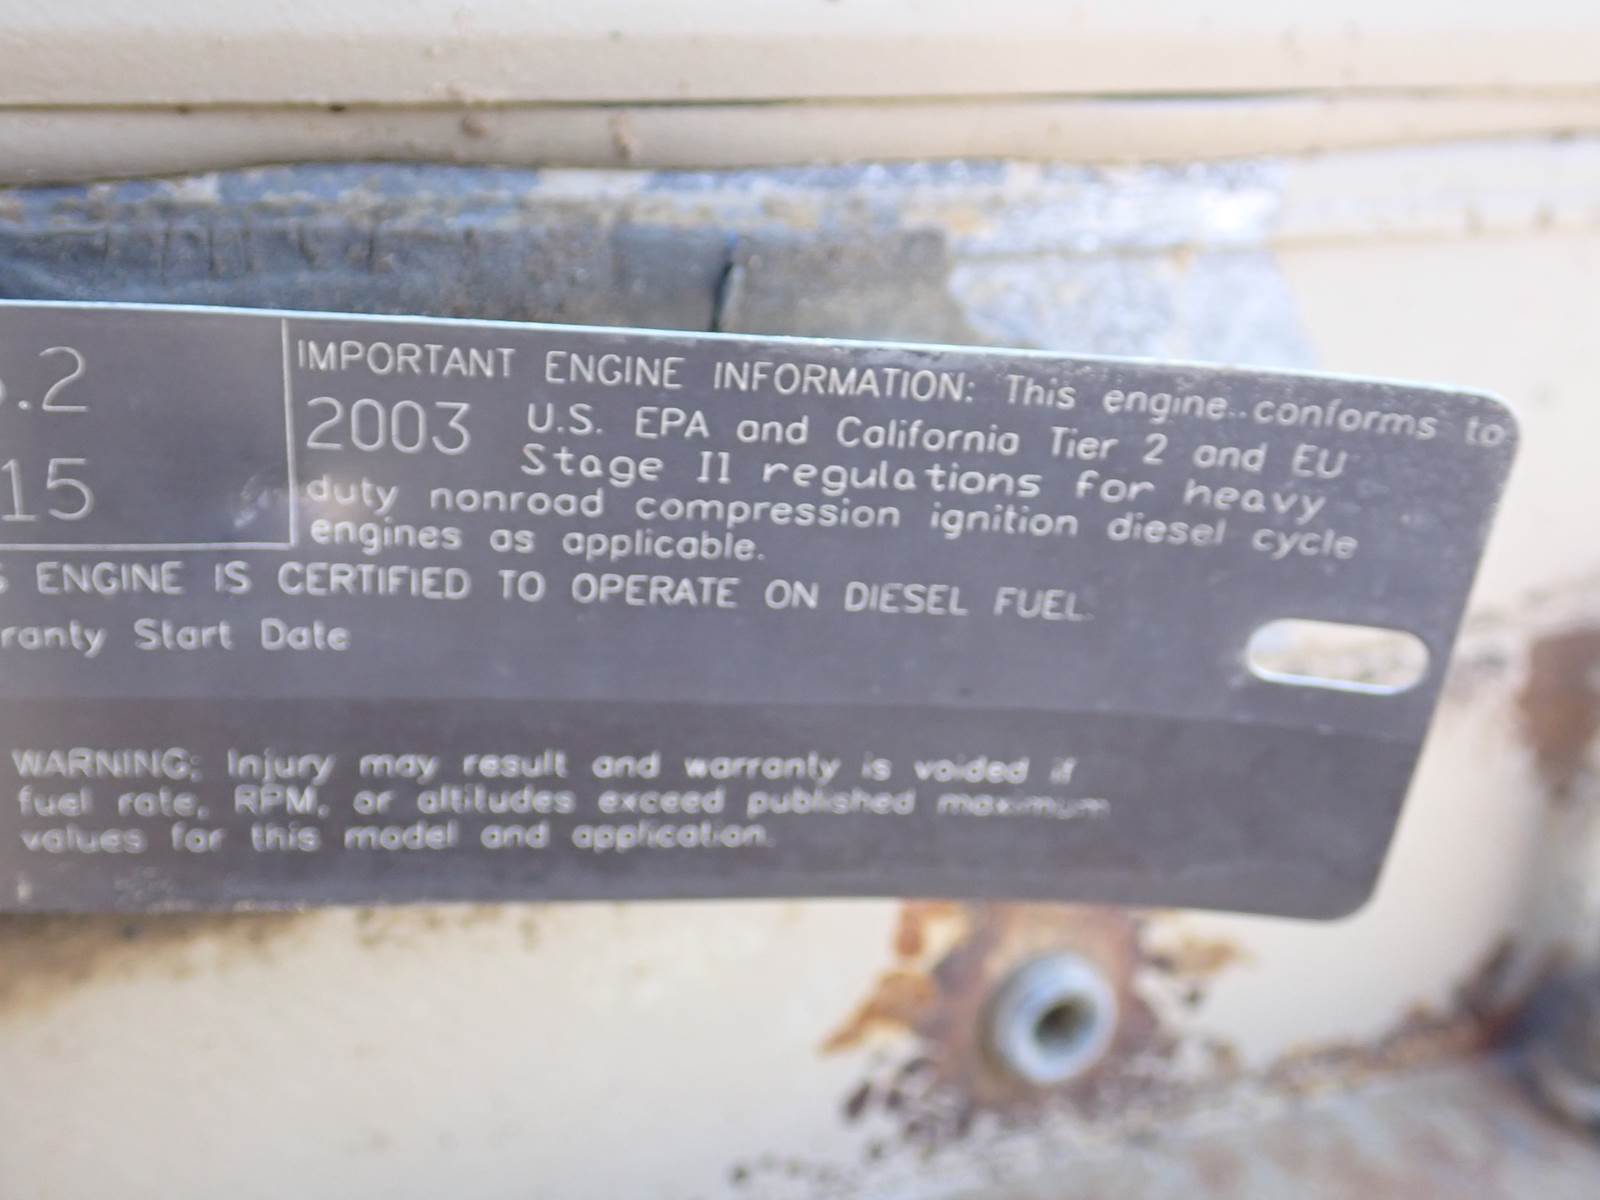 .2
15
IMPORTANT ENGINE INFORMATION: This engine conforms to
2003 U.S. EPA and California Tier 2 and EU
Stage II regulations for heavy
duty nonroad compression ignition diesel cycle
engines as applicable.
S ENGINE IS CERTIFIED TO OPERATE ON DIESEL FUEL.
ranty Start Date
WARNING: Injury may result and warranty is voided if
fuel rate, RPM, or altitudes exceed published maximum
values for this model and application.